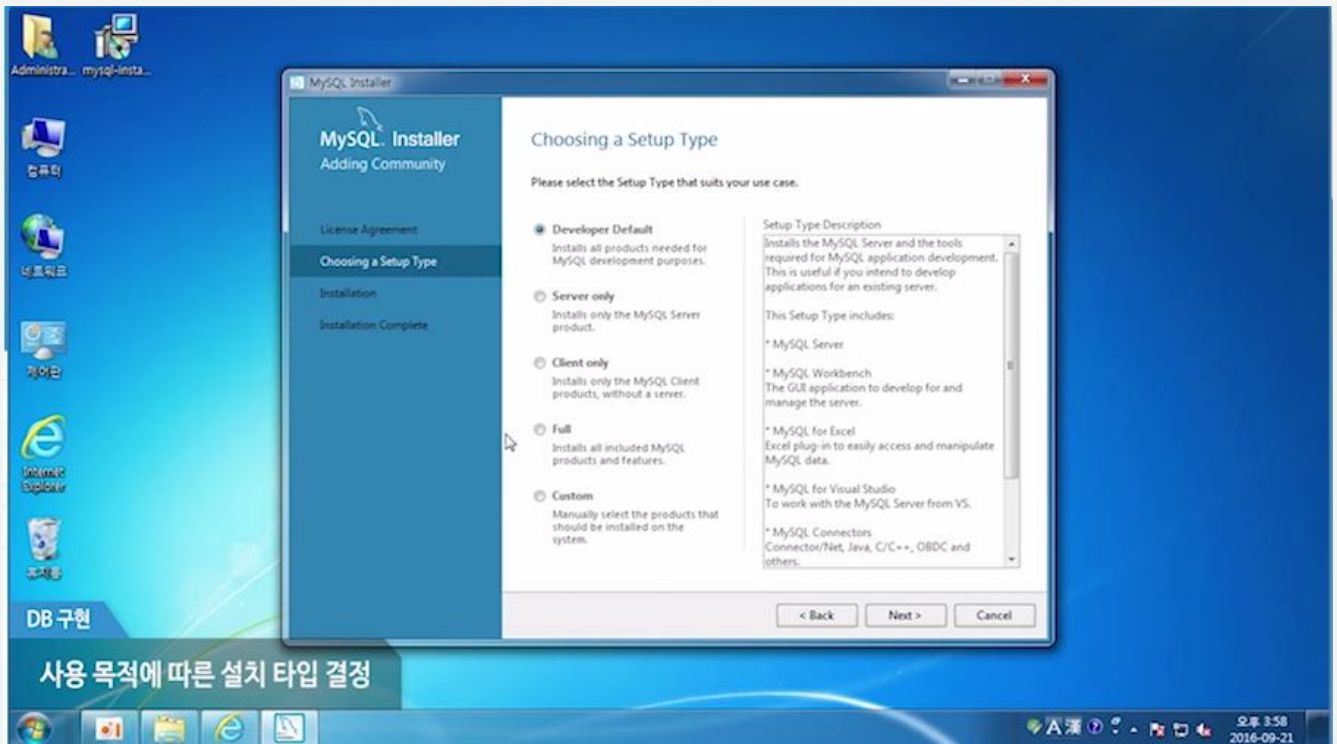 Administra...
mysql-insta...
컴퓨터
네트워크
제어판
Internet
Explorer
휴지통
MySQL Installer
MySQL. Installer
Adding Community
License Agreement
Choosing a Setup Type
Installation
Installation Complete
Choosing a Setup Type
Please select the Setup Type that suits your use case.
Developer Default
Installs all products needed for
MySQL development purposes.
Server only
Installs only the MySQL Server
product.
Client only
Installs only the MySQL Client
products, without a server.
Full
Installs all included MySQL
products and features.
Custom
Manually select the products that
should be installed on the
system.
Setup Type Description
Installs the MySQL Server and the tools
required for MySQL application development.
This is useful if you intend to develop
applications for an existing server.
This Setup Type includes:
* MySQL Server
* MySQL Workbench
The GUI application to develop for and
manage the server.
* MySQL for Excel
Excel plug-in to easily access and manipulate
MySQL data.
* MySQL for Visual Studio
To work with the MySQL Server from VS.
* MySQL Connectors
Connector/Net, Java, C/C++, OBDC and
others.
< Back
Next >
Cancel
DB 구현
사용 목적에 따른 설치 타입 결정
A 漢
오후 3:58
2016-09-21